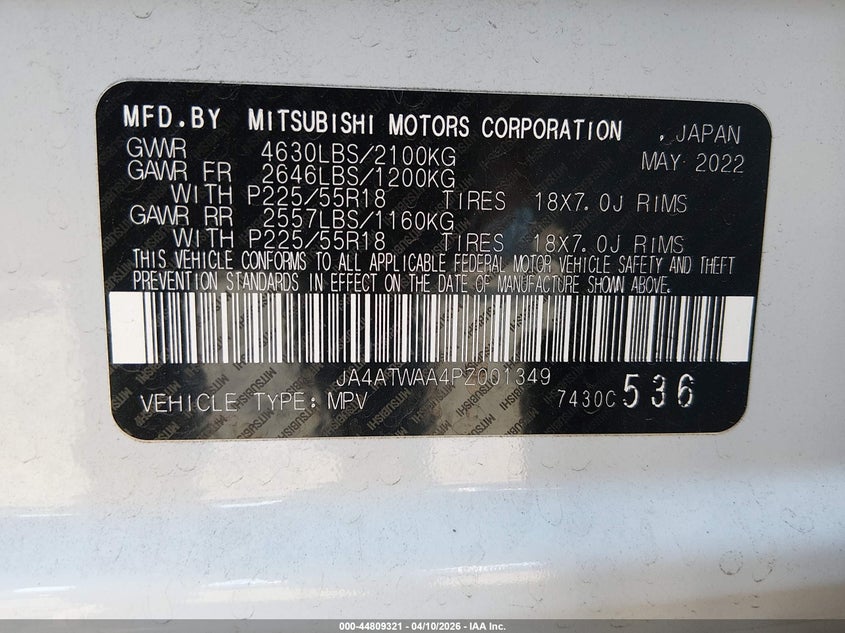 MFD.BY MITSUBISHI MOTORS CORPORATION , JAPAN
GVWR 4630LBS/2100KG MAY 2022
GAWR FR 2646LBS/1200KG
WITH P225/55R18 TIRES 18X7.0J RIMS
GAWR RR 2557LBS/1160KG
WITH P225/55R18 TIRES 18X7.0J RIMS
THIS VEHICLE CONFORMS TO ALL APPLICABLE FEDERAL MOTOR VEHICLE SAFETY AND THEFT
PREVENTION STANDARDS IN EFFECT ON THE DATE OF MANUFACTURE SHOWN ABOVE.
JA4ATWAA4PZ001349
VEHICLE TYPE: MPV 7430C 536
000-44809321 | 04/10/2026 | IAA Inc.